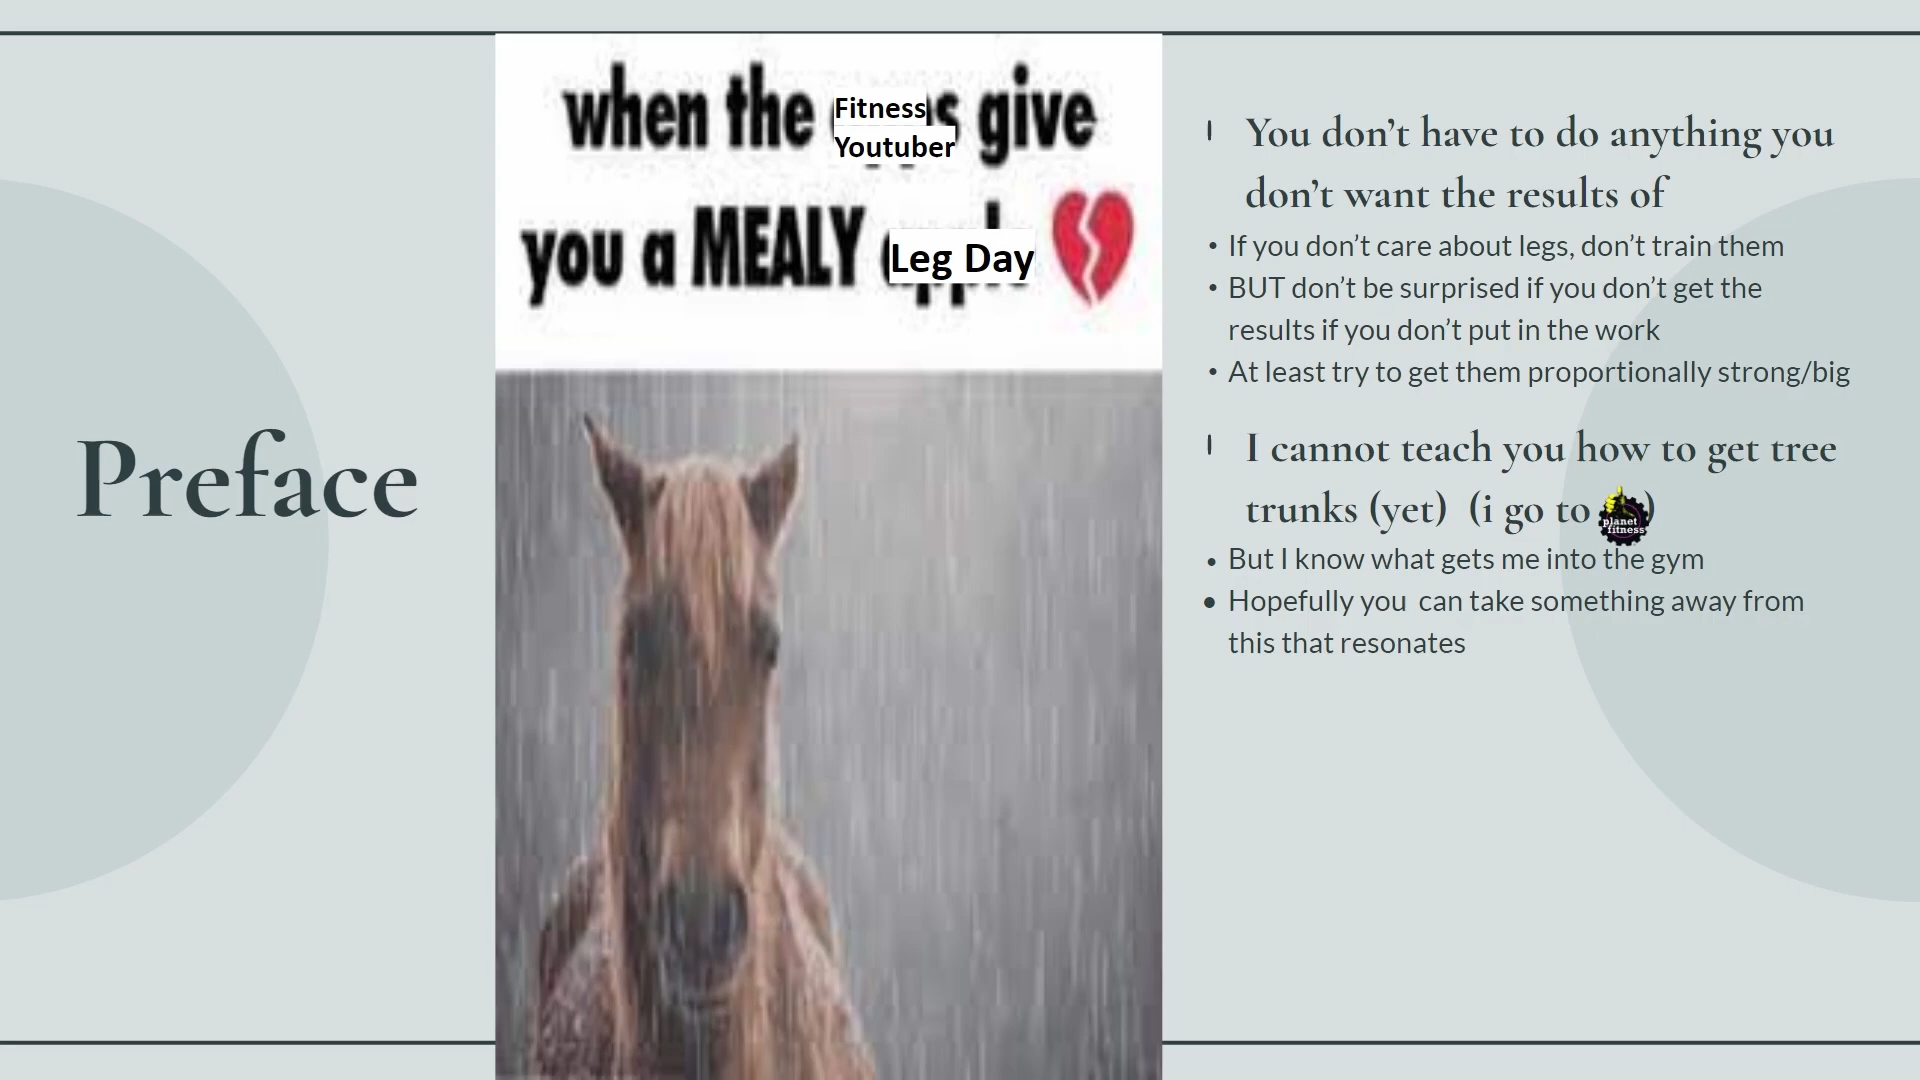 Preface
when the Fitness Youtuber give
you a MEALY Leg Day
You don’t have to do anything you
don’t want the results of
• If you don’t care about legs, don’t train them
• BUT don’t be surprised if you don’t get the
results if you don’t put in the work
• At least try to get them proportionally strong/big
I cannot teach you how to get tree
trunks (yet) (i go to planet fitness)
• But I know what gets me into the gym
• Hopefully you can take something away from
this that resonates